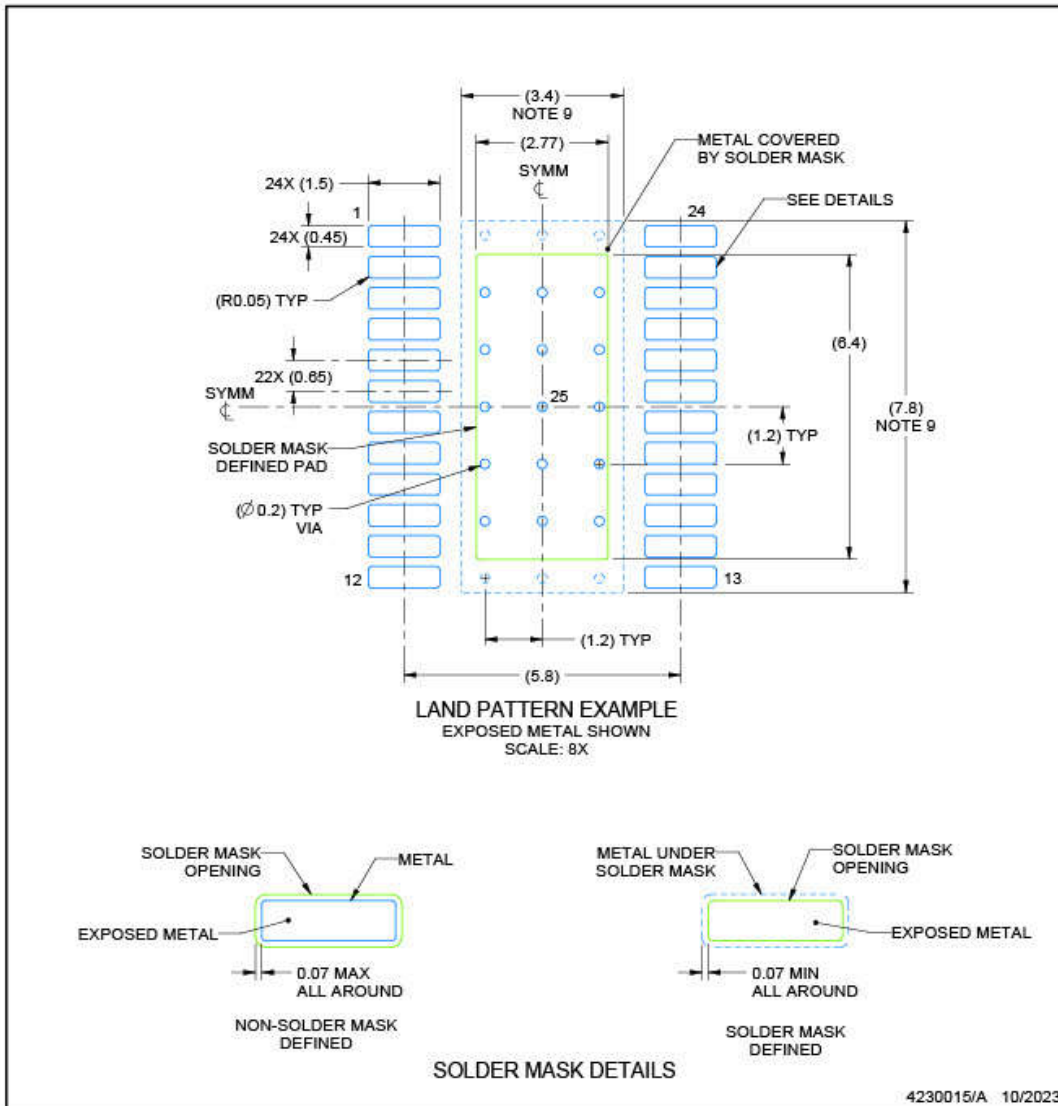 (3.4)
NOTE 9
(2.77)
SYMM
℄
METAL COVERED
BY SOLDER MASK
24X (1.5)
SEE DETAILS
1
24
24X (0.45)
(R0.05) TYP
(6.4)
22X (0.65)
SYMM
℄
25
(7.8)
NOTE 9
(1.2) TYP
SOLDER MASK
DEFINED PAD
(Ø0.2) TYP
VIA
12
13
(1.2) TYP
(5.8)
LAND PATTERN EXAMPLE
EXPOSED METAL SHOWN
SCALE: 8X
SOLDER MASK
OPENING
METAL
EXPOSED METAL
0.07 MAX
ALL AROUND
NON-SOLDER MASK
DEFINED
METAL UNDER
SOLDER MASK
SOLDER MASK
OPENING
EXPOSED METAL
0.07 MIN
ALL AROUND
SOLDER MASK
DEFINED
SOLDER MASK DETAILS
4230015/A 10/2023